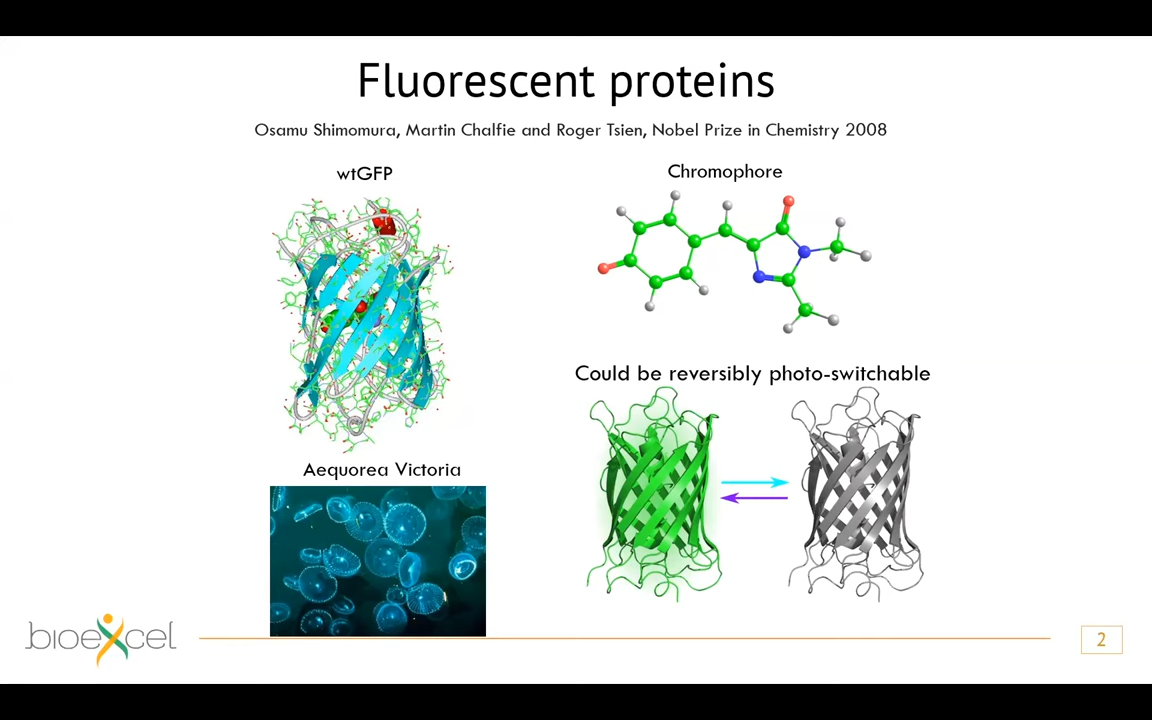 Fluorescent proteins
Osamu Shimomura, Martin Chalfie and Roger Tsien, Nobel Prize in Chemistry 2008
wtGFP
Chromophore
Could be reversibly photo-switchable
Aequorea Victoria
bioexcel
2